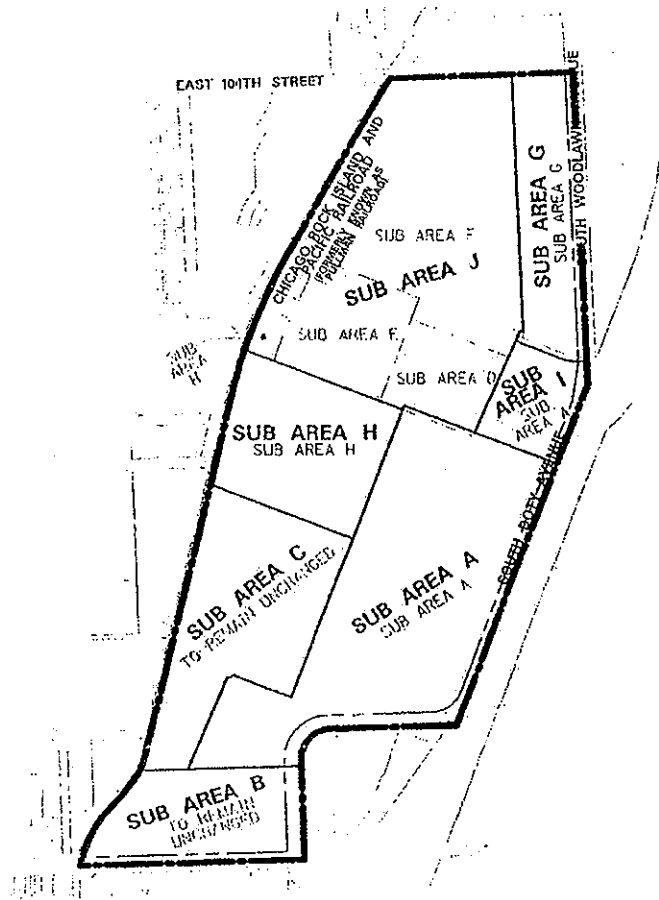 EAST 104TH STREET
SOUTH WOODLAWN AVENUE
CHICAGO, ROCK ISLAND AND
PACIFIC RAILROAD
(FORMERLY KNOWN AS
PULLMAN RAILROAD)
SUB AREA G
SUB AREA G
SUB AREA F
SUB AREA J
SUB AREA E
SUB
AREA
H
SUB AREA D
SUB
AREA I
SUB
AREA A
SUB AREA H
SUB AREA H
SOUTH DOTY AVENUE
SUB AREA C
TO REMAIN UNCHANGED
SUB AREA A
SUB AREA A
SUB AREA B
TO REMAIN
UNCHANGED